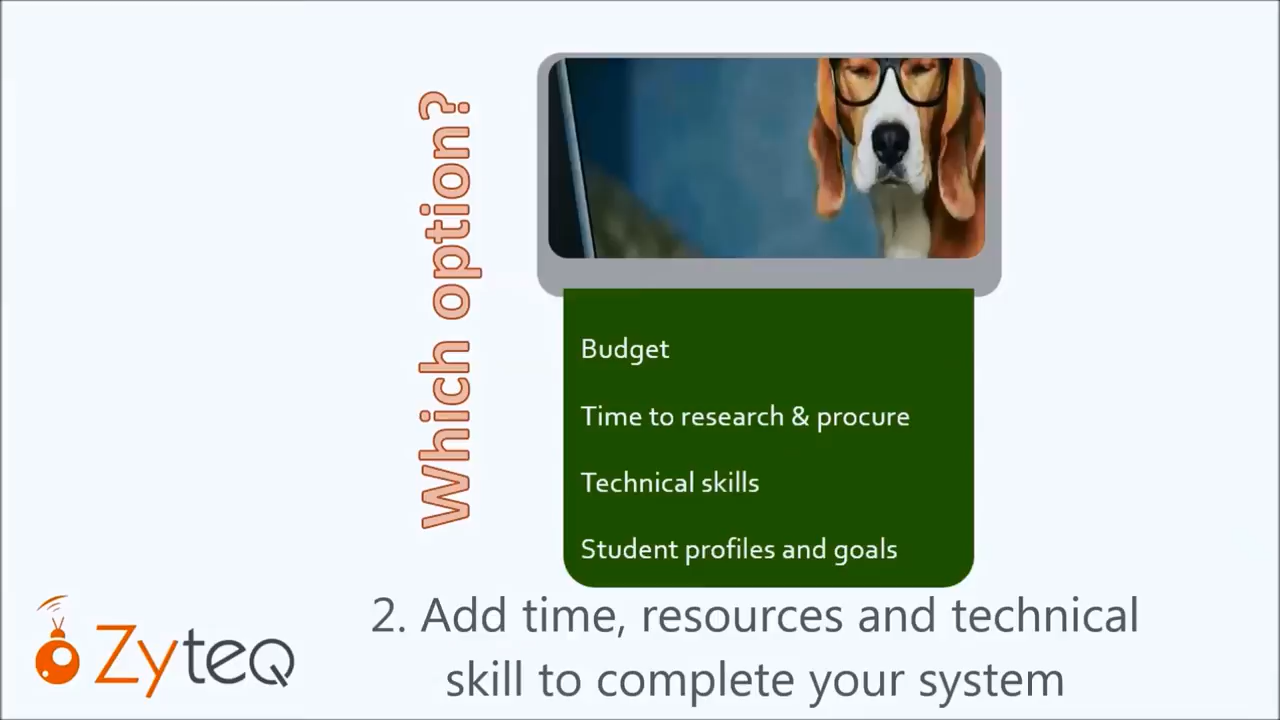 Which option?
Budget
Time to research & procure
Technical skills
Student profiles and goals
2. Add time, resources and technical
skill to complete your system
Zyteq